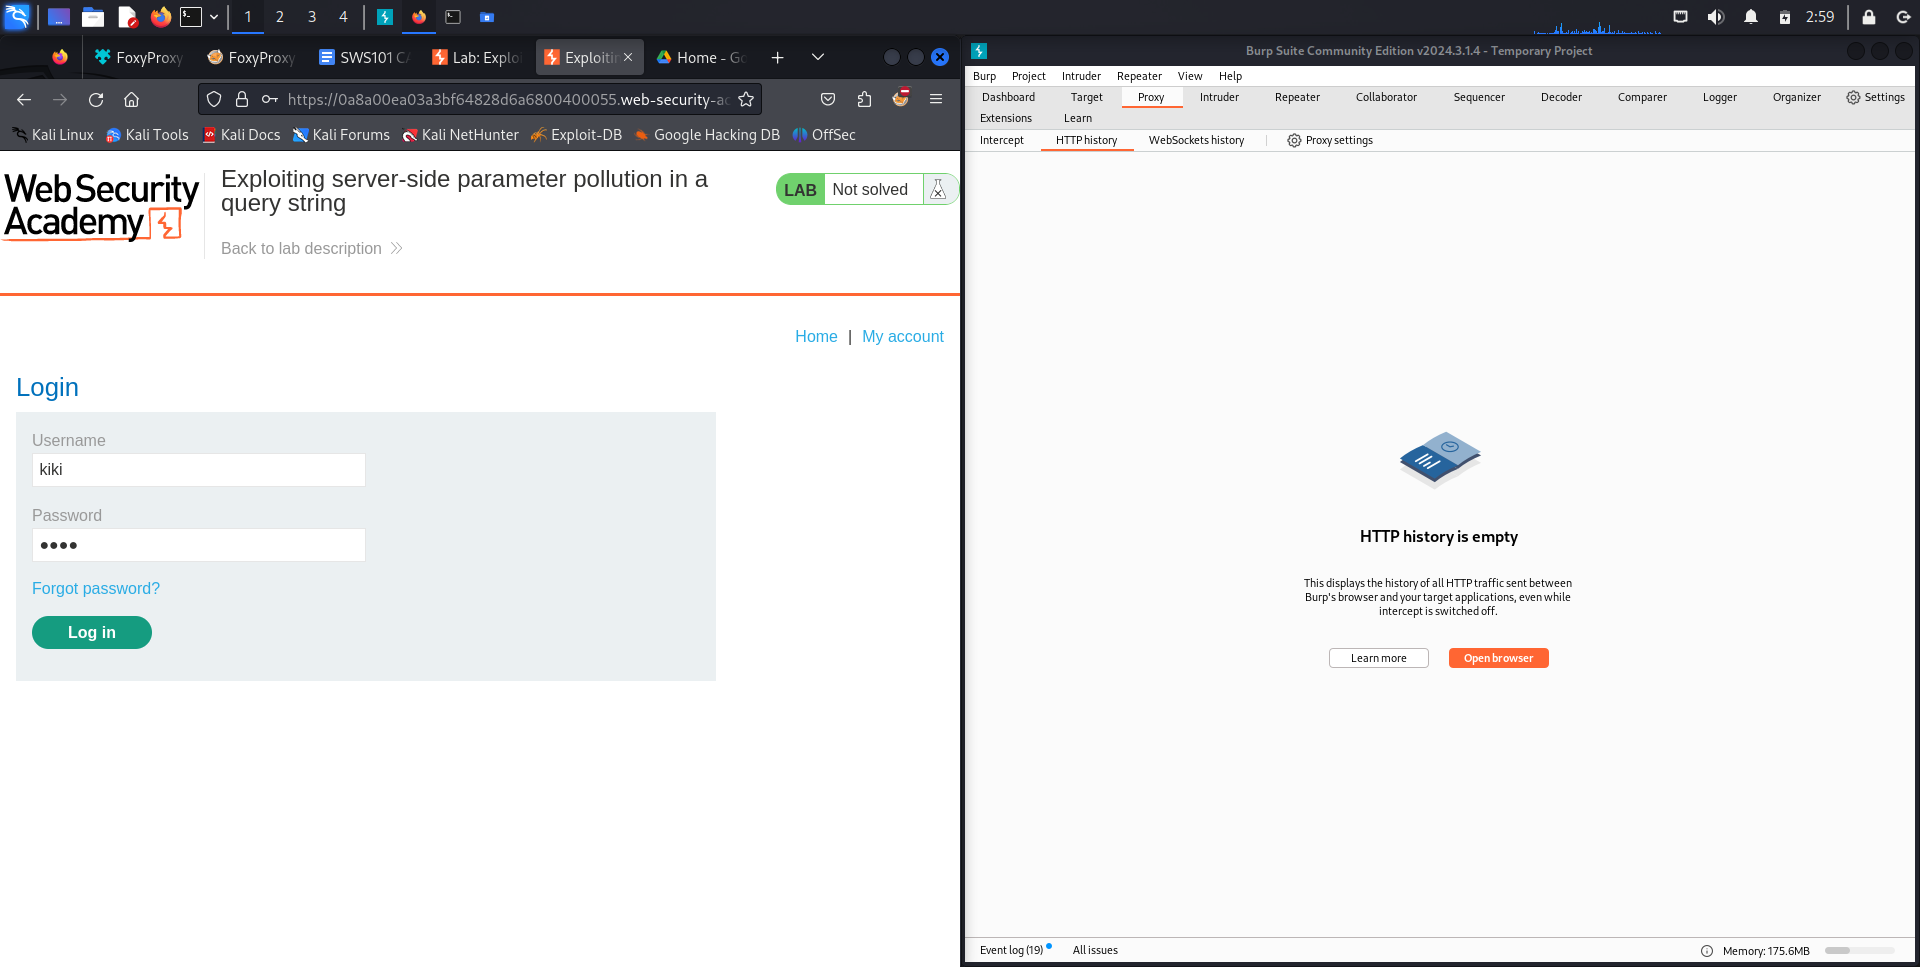 1 2 3 4
2:59
FoxyProxy
FoxyProxy
SWS101 CA
Lab: Exploi
Exploitin
Home - Go
https://0a8a00ea03a3bf64828d6a6800400055.web-security-ac
Kali Linux Kali Tools Kali Docs Kali Forums Kali NetHunter Exploit-DB Google Hacking DB OffSec
Web Security
Academy
Exploiting server-side parameter pollution in a
query string
LAB Not solved
Back to lab description
Home | My account
Login
Username
kiki
Password
Forgot password?
Log in
Burp Suite Community Edition v2024.3.1.4 - Temporary Project
Burp Project Intruder Repeater View Help
Dashboard Target Proxy Intruder Repeater Collaborator Sequencer Decoder Comparer Logger Organizer Settings
Extensions Learn
Intercept HTTP history WebSockets history Proxy settings
HTTP history is empty
This displays the history of all HTTP traffic sent between
Burp's browser and your target applications, even while
intercept is switched off.
Learn more Open browser
Event log (19) All issues Memory: 175.6MB